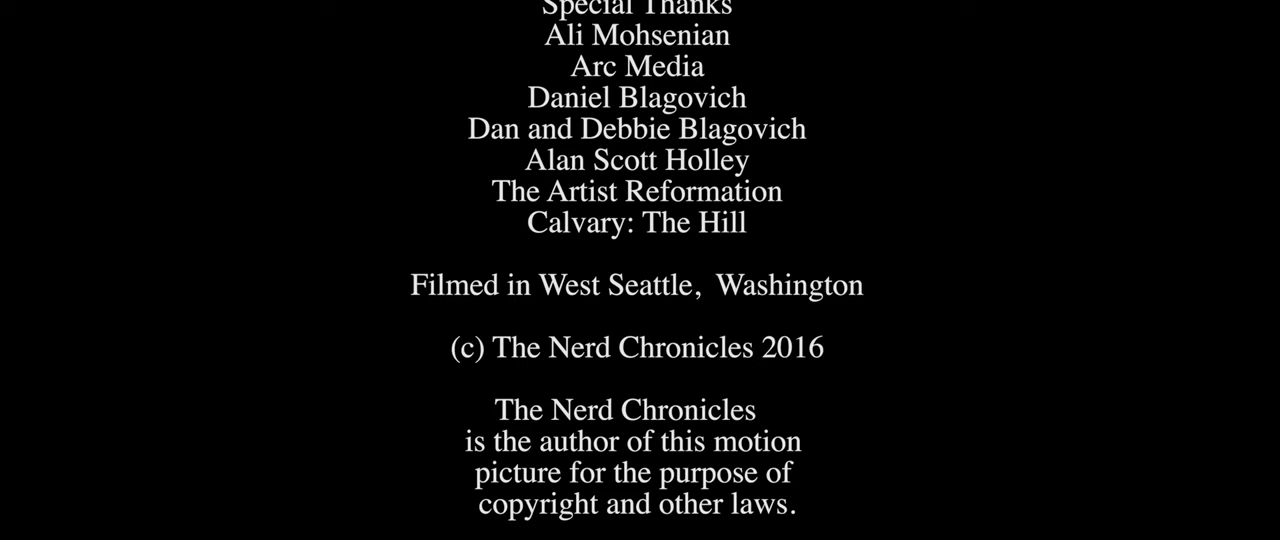 Special Thanks
Ali Mohsenian
Arc Media
Daniel Blagovich
Dan and Debbie Blagovich
Alan Scott Holley
The Artist Reformation
Calvary: The Hill
Filmed in West Seattle, Washington
(c) The Nerd Chronicles 2016
The Nerd Chronicles
is the author of this motion
picture for the purpose of
copyright and other laws.